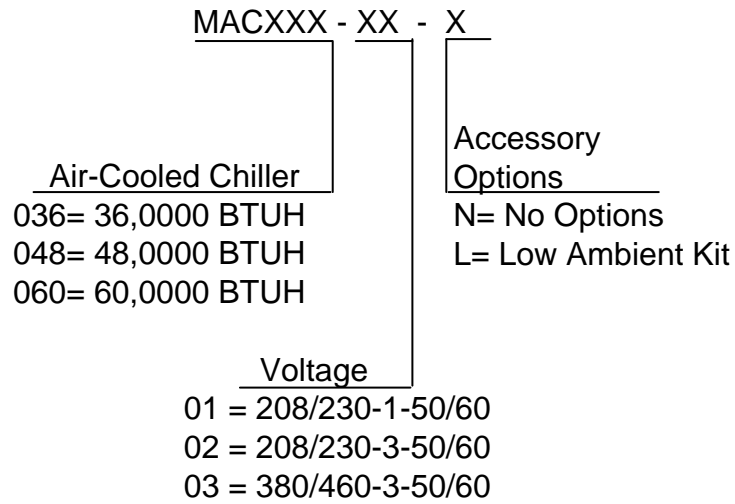 MACXXX - XX - X
Air-Cooled Chiller
036= 36,0000 BTUH
048= 48,0000 BTUH
060= 60,0000 BTUH
Accessory
Options
N= No Options
L= Low Ambient Kit
Voltage
01 = 208/230-1-50/60
02 = 208/230-3-50/60
03 = 380/460-3-50/60